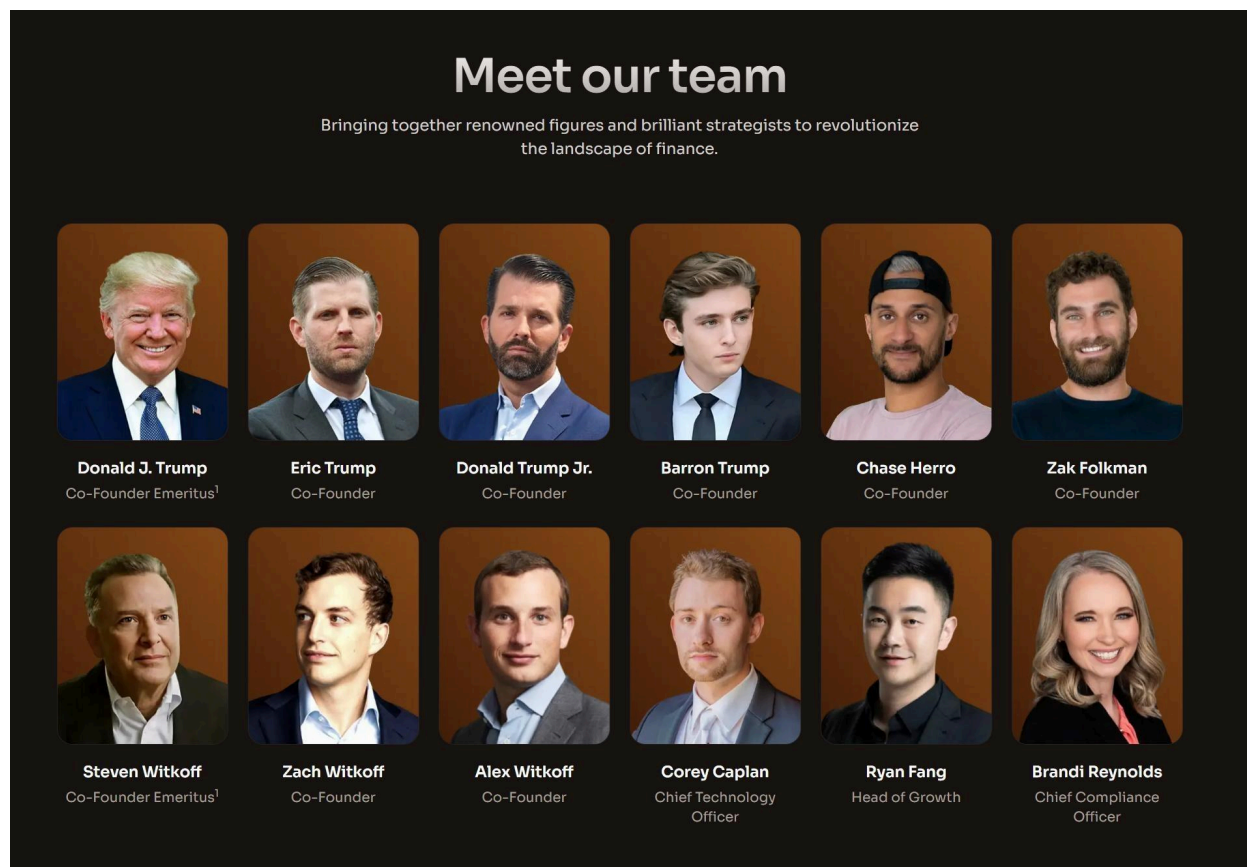 Meet our team
Bringing together renowned figures and brilliant strategists to revolutionize
the landscape of finance.
Donald J. Trump
Co-Founder Emeritus¹
Eric Trump
Co-Founder
Donald Trump Jr.
Co-Founder
Barron Trump
Co-Founder
Chase Herro
Co-Founder
Zak Folkman
Co-Founder
Steven Witkoff
Co-Founder Emeritus¹
Zach Witkoff
Co-Founder
Alex Witkoff
Co-Founder
Corey Caplan
Chief Technology
Officer
Ryan Fang
Head of Growth
Brandi Reynolds
Chief Compliance
Officer